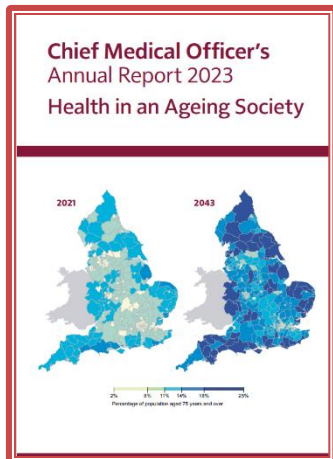 Chief Medical Officer's
Annual Report 2023
Health in an Ageing Society
2021
2043
2% 8% 11% 14% 18% 25%
Percentage of population aged 75 years and over